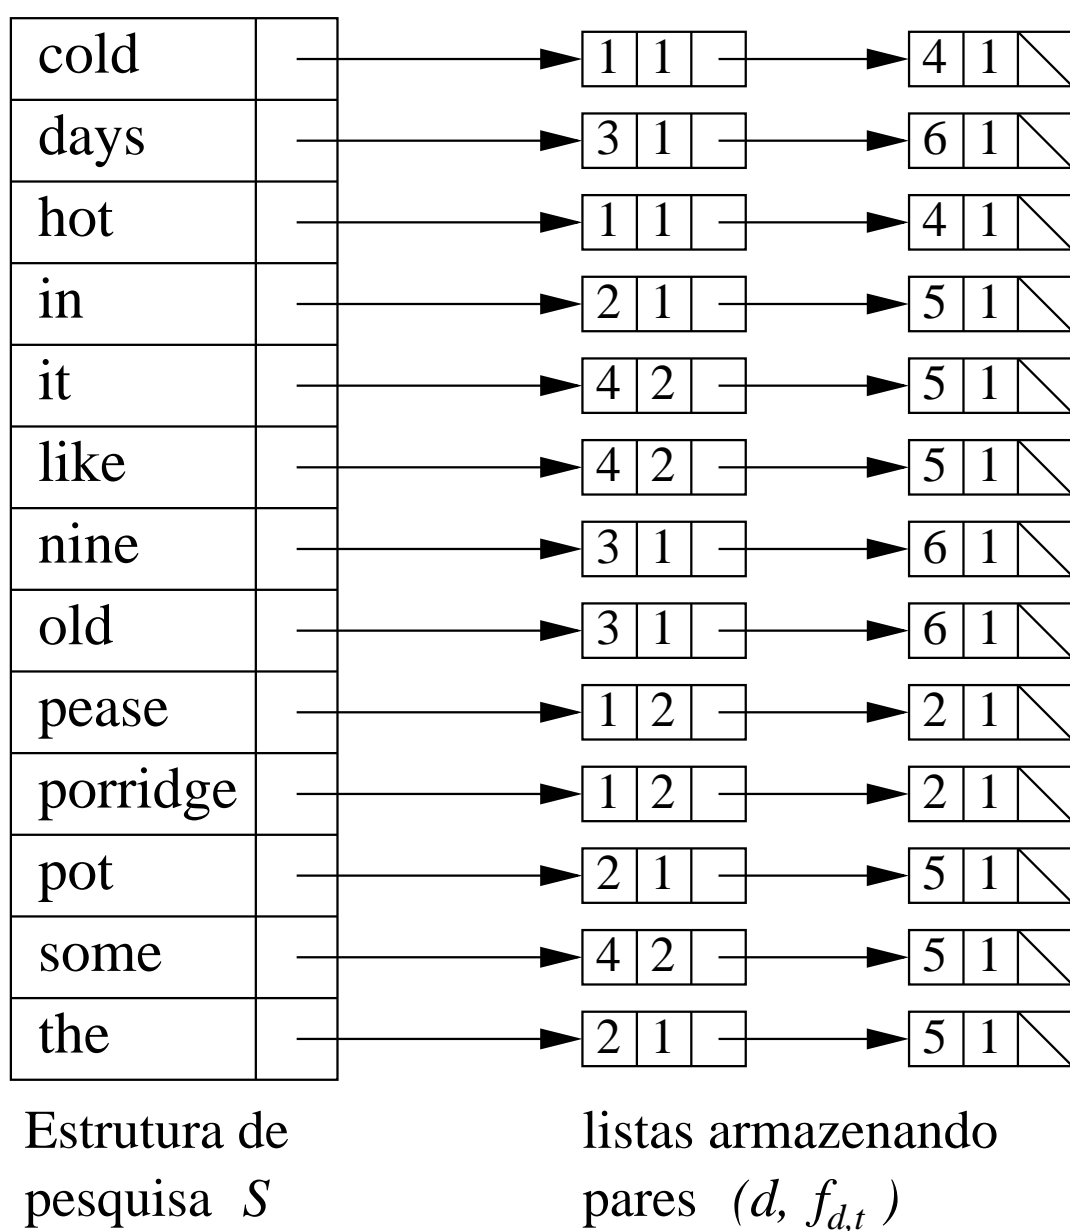 cold 1 1 4 1
days 3 1 6 1
hot 1 1 4 1
in 2 1 5 1
it 4 2 5 1
like 4 2 5 1
nine 3 1 6 1
old 3 1 6 1
pease 1 2 2 1
porridge 1 2 2 1
pot 2 1 5 1
some 4 2 5 1
the 2 1 5 1
Estrutura de listas armazenando
pesquisa S pares (d, f_{d,t} )